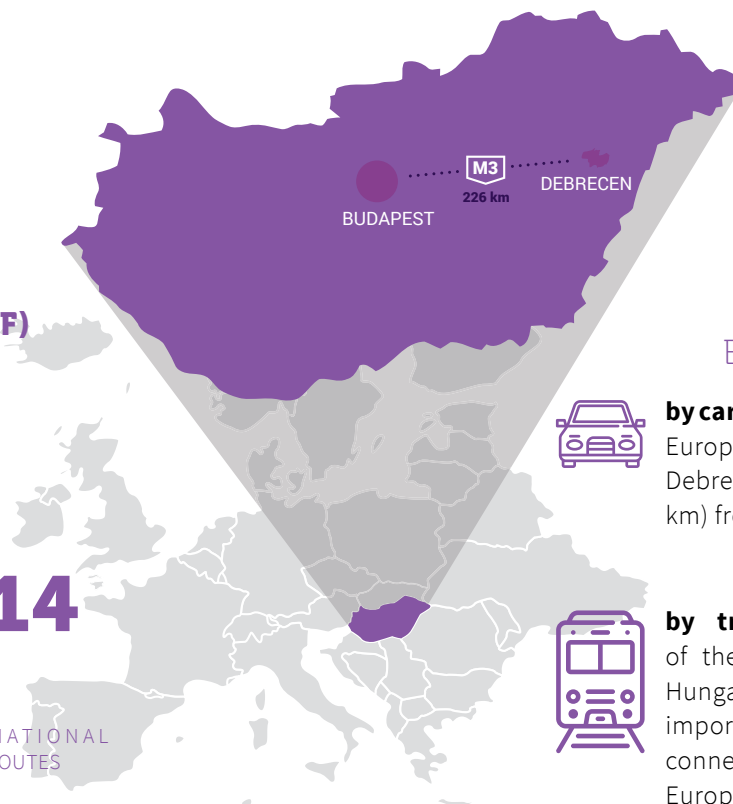 M3
226 km
BUDAPEST
DEBRECEN
F)
by car
Europ
Debre
km) fr
14
NATIONAL
OUTES
by tr
of the
Hunga
impor
conne
Europ